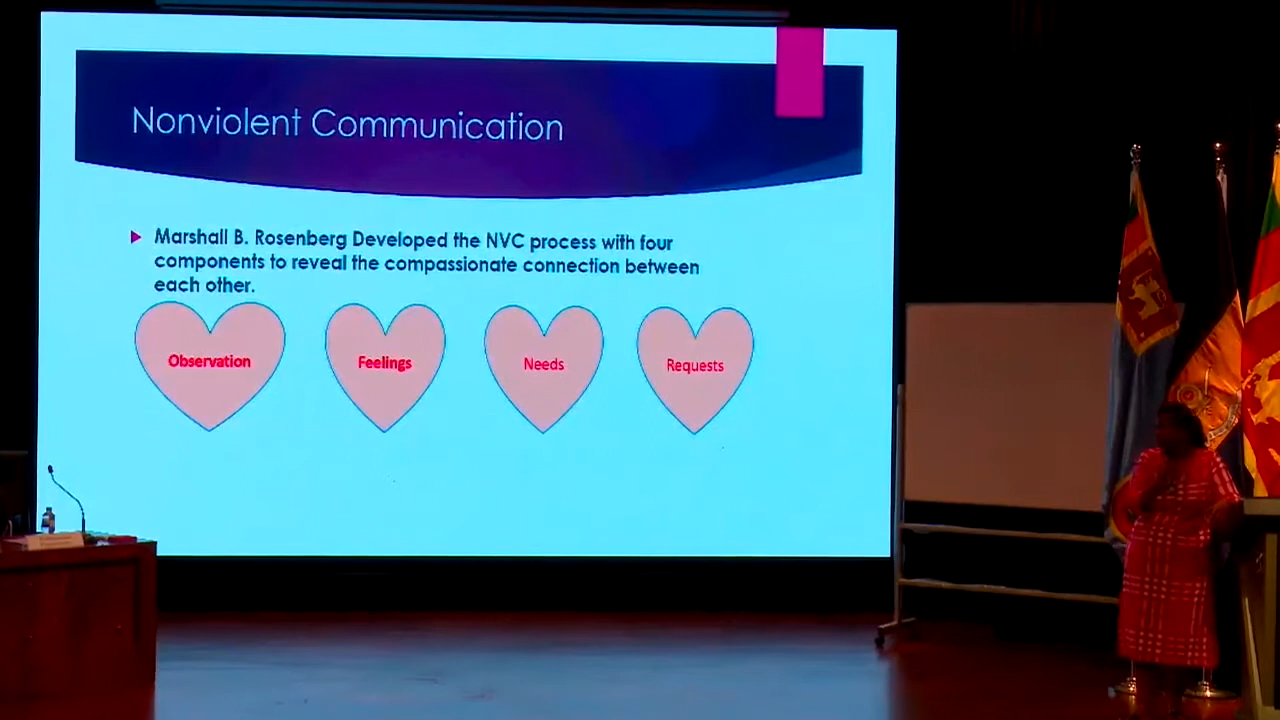 Nonviolent Communication
Marshall B. Rosenberg Developed the NVC process with four
components to reveal the compassionate connection between
each other.
Observation
Feelings
Needs
Requests